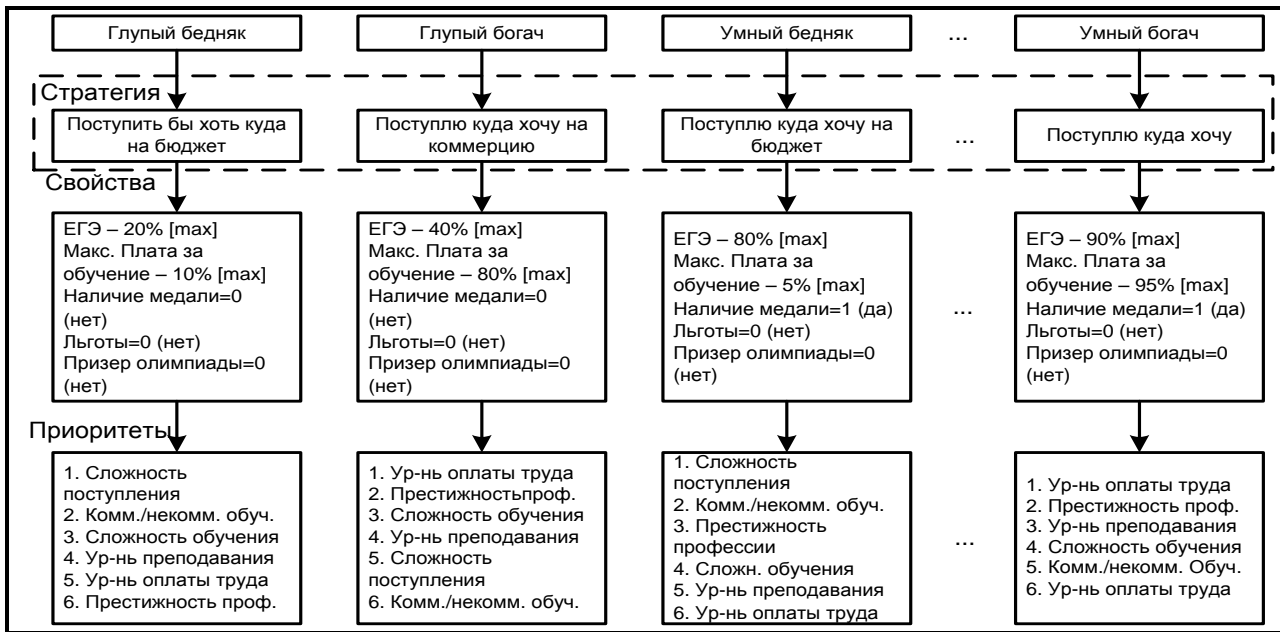 Глупый бедняк
Глупый богач
Умный бедняк
...
Умный богач
Стратегия
Поступить бы хоть куда
на бюджет
Поступлю куда хочу на
коммерцию
Поступлю куда хочу на
бюджет
...
Поступлю куда хочу
Свойства
ЕГЭ – 20% [max]
Макс. Плата за
обучение – 10% [max]
Наличие медали=0
(нет)
Льготы=0 (нет)
Призер олимпиады=0
(нет)
ЕГЭ – 40% [max]
Макс. Плата за
обучение – 80% [max]
Наличие медали=0
(нет)
Льготы=0 (нет)
Призер олимпиады=0
(нет)
ЕГЭ – 80% [max]
Макс. Плата за
обучение – 5% [max]
Наличие медали=1 (да)
Льготы=0 (нет)
Призер олимпиады=0
(нет)
...
ЕГЭ – 90% [max]
Макс. Плата за
обучение – 95% [max]
Наличие медали=1 (да)
Льготы=0 (нет)
Призер олимпиады=0
(нет)
Приоритеты
1. Сложность
поступления
2. Комм./некомм. обуч.
3. Сложность обучения
4. Ур-нь преподавания
5. Ур-нь оплаты труда
6. Престижность проф.
1. Ур-нь оплаты труда
2. Престижностьпроф.
3. Сложность обучения
4. Ур-нь преподавания
5. Сложность
поступления
6. Комм./некомм. обуч.
1. Сложность
поступления
2. Комм./некомм. обуч.
3. Престижность
профессии
4. Сложн. обучения
5. Ур-нь преподавания
6. Ур-нь оплаты труда
...
1. Ур-нь оплаты труда
2. Престижность проф.
3. Ур-нь преподавания
4. Сложность обучения
5. Комм./некомм. Обуч.
6. Ур-нь оплаты труда